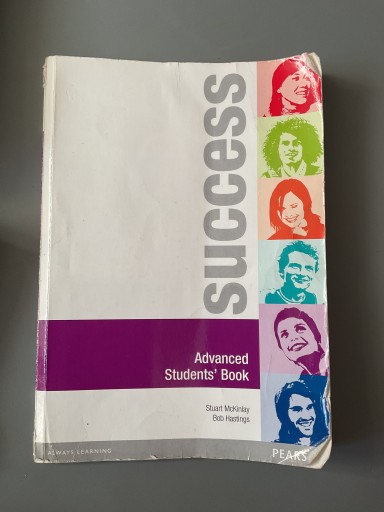 success
Advanced
Students' Book
Stuart McKinlay
Bob Hastings
ALWAYS LEARNING
PEARS